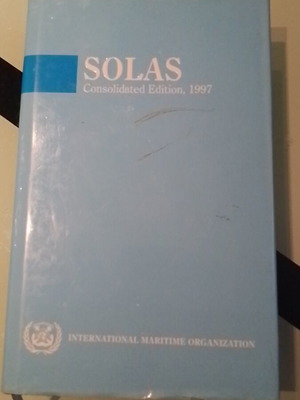 SOLAS
Consolidated Edition, 1997
INTERNATIONAL MARITIME ORGANIZATION